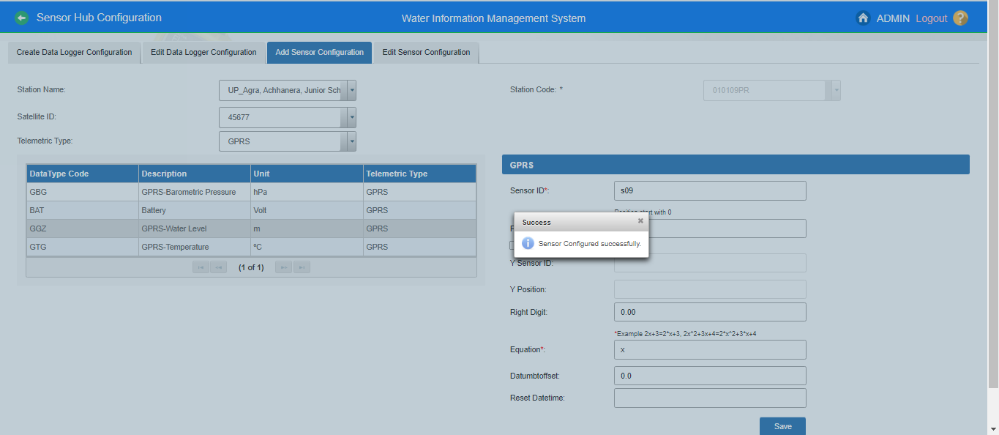 Sensor Hub Configuration
Water Information Management System
ADMIN Logout ?
Create Data Logger Configuration
Edit Data Logger Configuration
Add Sensor Configuration
Edit Sensor Configuration
Station Name:
UP_Agra, Achhanera, Junior Sch
Station Code: *
010109PR
Satellite ID:
45677
Telemetric Type:
GPRS
DataType Code Description Unit Telemetric Type
GBG GPRS-Barometric Pressure hPa GPRS
BAT Battery Volt GPRS
GGZ GPRS-Water Level m GPRS
GTG GPRS-Temperature ºC GPRS
(1 of 1)
GPRS
Sensor ID*:
s09
start with 0
Success
Sensor Configured successfully.
Y Sensor ID:
Y Position:
Right Digit:
0.00
*Example 2x+3=2*x+3, 2x^2+3x+4=2*x^2+3*x+4
Equation*:
x
Datumbtoffset:
0.0
Reset Datetime:
Save